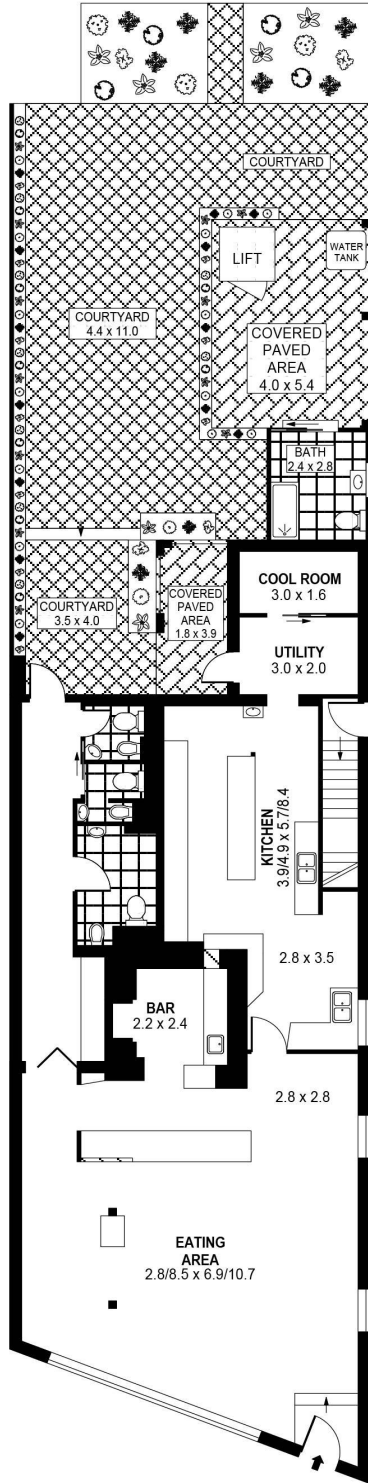 COURTYARD
LIFT
WATER
TANK
COURTYARD
4.4 x 11.0
COVERED
PAVED
AREA
4.0 x 5.4
BATH
2.4 x 2.8
COOL ROOM
3.0 x 1.6
COURTYARD
3.5 x 4.0
COVERED
PAVED
AREA
1.8 x 3.9
UTILITY
3.0 x 2.0
KITCHEN
3.9/4.9 x 5.7/8.4
2.8 x 3.5
BAR
2.2 x 2.4
2.8 x 2.8
EATING
AREA
2.8/8.5 x 6.9/10.7